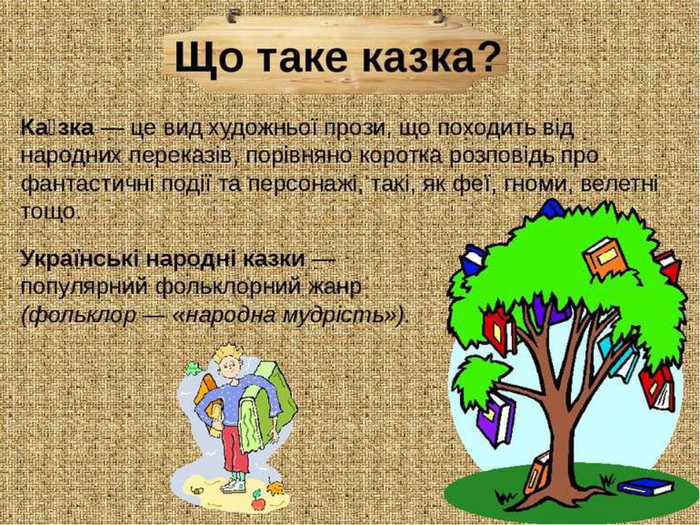 Що таке казка?
Ка́зка — це вид художньої прози, що походить від
народних переказів, порівняно коротка розповідь про
фантастичні події та персонажі, такі, як феї, гноми, велетні
тощо.
Українські народні казки —
популярний фольклорний жанр
(фольклор — «народна мудрість»).